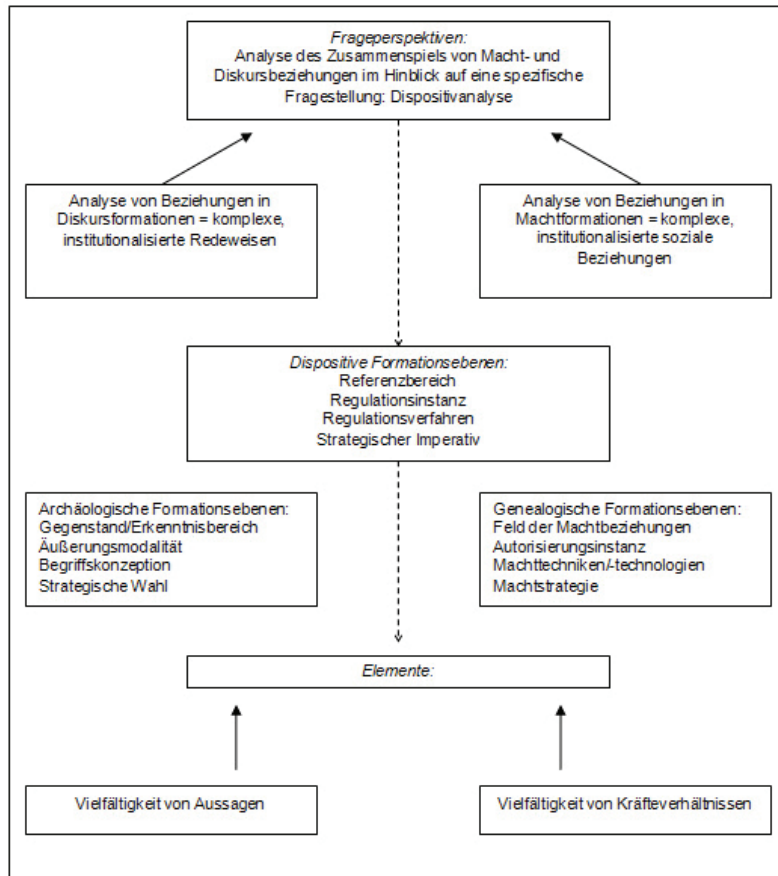 Frageperspektiven:
Analyse des Zusammenspiels von Macht- und
Diskursbeziehungen im Hinblick auf eine spezifische
Fragestellung: Dispositivanalyse
Analyse von Beziehungen in
Diskursformationen = komplexe,
institutionalisierte Redeweisen
Analyse von Beziehungen in
Machtformationen = komplexe,
institutionalisierte soziale
Beziehungen
Dispositive Formationsebenen:
Referenzbereich
Regulationsinstanz
Regulationsverfahren
Strategischer Imperativ
Archäologische Formationsebenen:
Gegenstand/Erkenntnisbereich
Äußerungsmodalität
Begriffskonzeption
Strategische Wahl
Genealogische Formationsebenen:
Feld der Machtbeziehungen
Autorisierungsinstanz
Machttechniken/-technologien
Machtstrategie
Elemente:
Vielfältigkeit von Aussagen
Vielfältigkeit von Kräfteverhältnissen